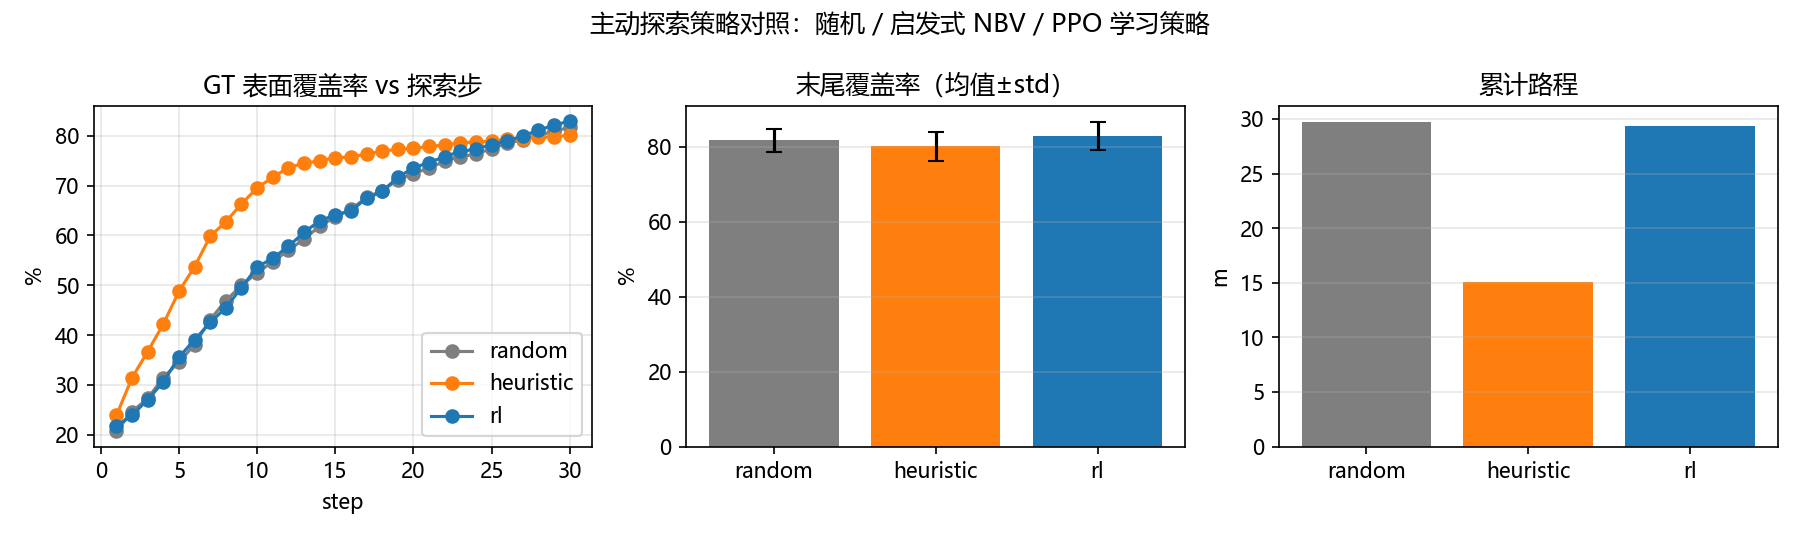 主动探索策略对照：随机 / 启发式 NBV / PPO 学习策略
GT 表面覆盖率 vs 探索步
%
80
70
60
50
40
30
20
0 5 10 15 20 25 30
step
random
heuristic
rl
末尾覆盖率（均值±std）
%
80
60
40
20
0
random heuristic rl
累计路程
m
30
25
20
15
10
5
0
random heuristic rl